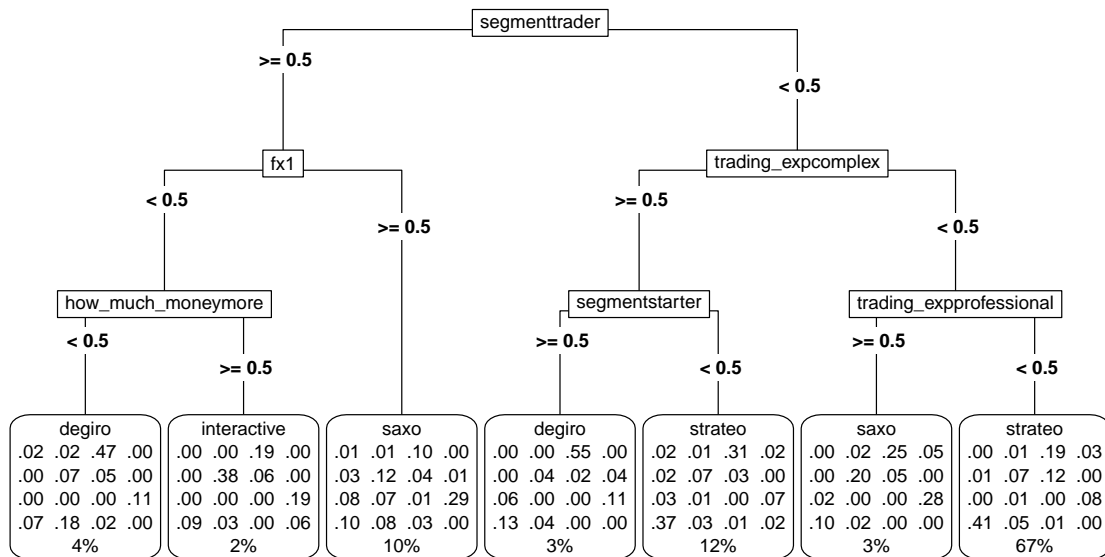 segmenttrader
>= 0.5
< 0.5
fx1
trading_expcomplex
< 0.5
>= 0.5
>= 0.5
< 0.5
how_much_moneymore
segmentstarter
trading_expprofessional
< 0.5
>= 0.5
>= 0.5
< 0.5
>= 0.5
< 0.5
degiro
.02 .02 .47 .00
.00 .07 .05 .00
.00 .00 .00 .11
.07 .18 .02 .00
4%
interactive
.00 .00 .19 .00
.00 .38 .06 .00
.00 .00 .00 .19
.09 .03 .00 .06
2%
saxo
.01 .01 .10 .00
.03 .12 .04 .01
.08 .07 .01 .29
.10 .08 .03 .00
10%
degiro
.00 .00 .55 .00
.00 .04 .02 .04
.06 .00 .00 .11
.13 .04 .00 .00
3%
strateo
.02 .01 .31 .02
.02 .07 .03 .00
.03 .01 .00 .07
.37 .03 .01 .02
12%
saxo
.00 .02 .25 .05
.00 .20 .05 .00
.02 .00 .00 .28
.10 .02 .00 .00
3%
strateo
.00 .01 .19 .03
.01 .07 .12 .00
.00 .01 .00 .08
.41 .05 .01 .00
67%